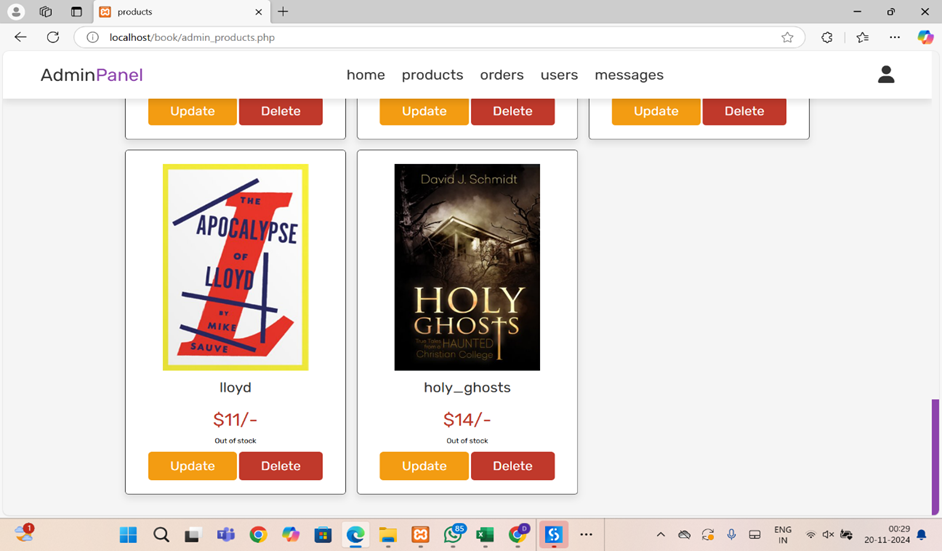 products
localhost/book/admin_products.php
AdminPanel
home products orders users messages
Update Delete Update Delete Update Delete
THE
APOCALYPSE
OF
LLOYD
BY
MIKE
SAUVE
lloyd
$11/-
Out of stock
Update Delete
David J. Schmidt
HOLY
GHOSTS
True Tales
from a HAUNTED
Christian College
holy_ghosts
$14/-
Out of stock
Update Delete
1
85
D
ENG
IN
00:29
20-11-2024